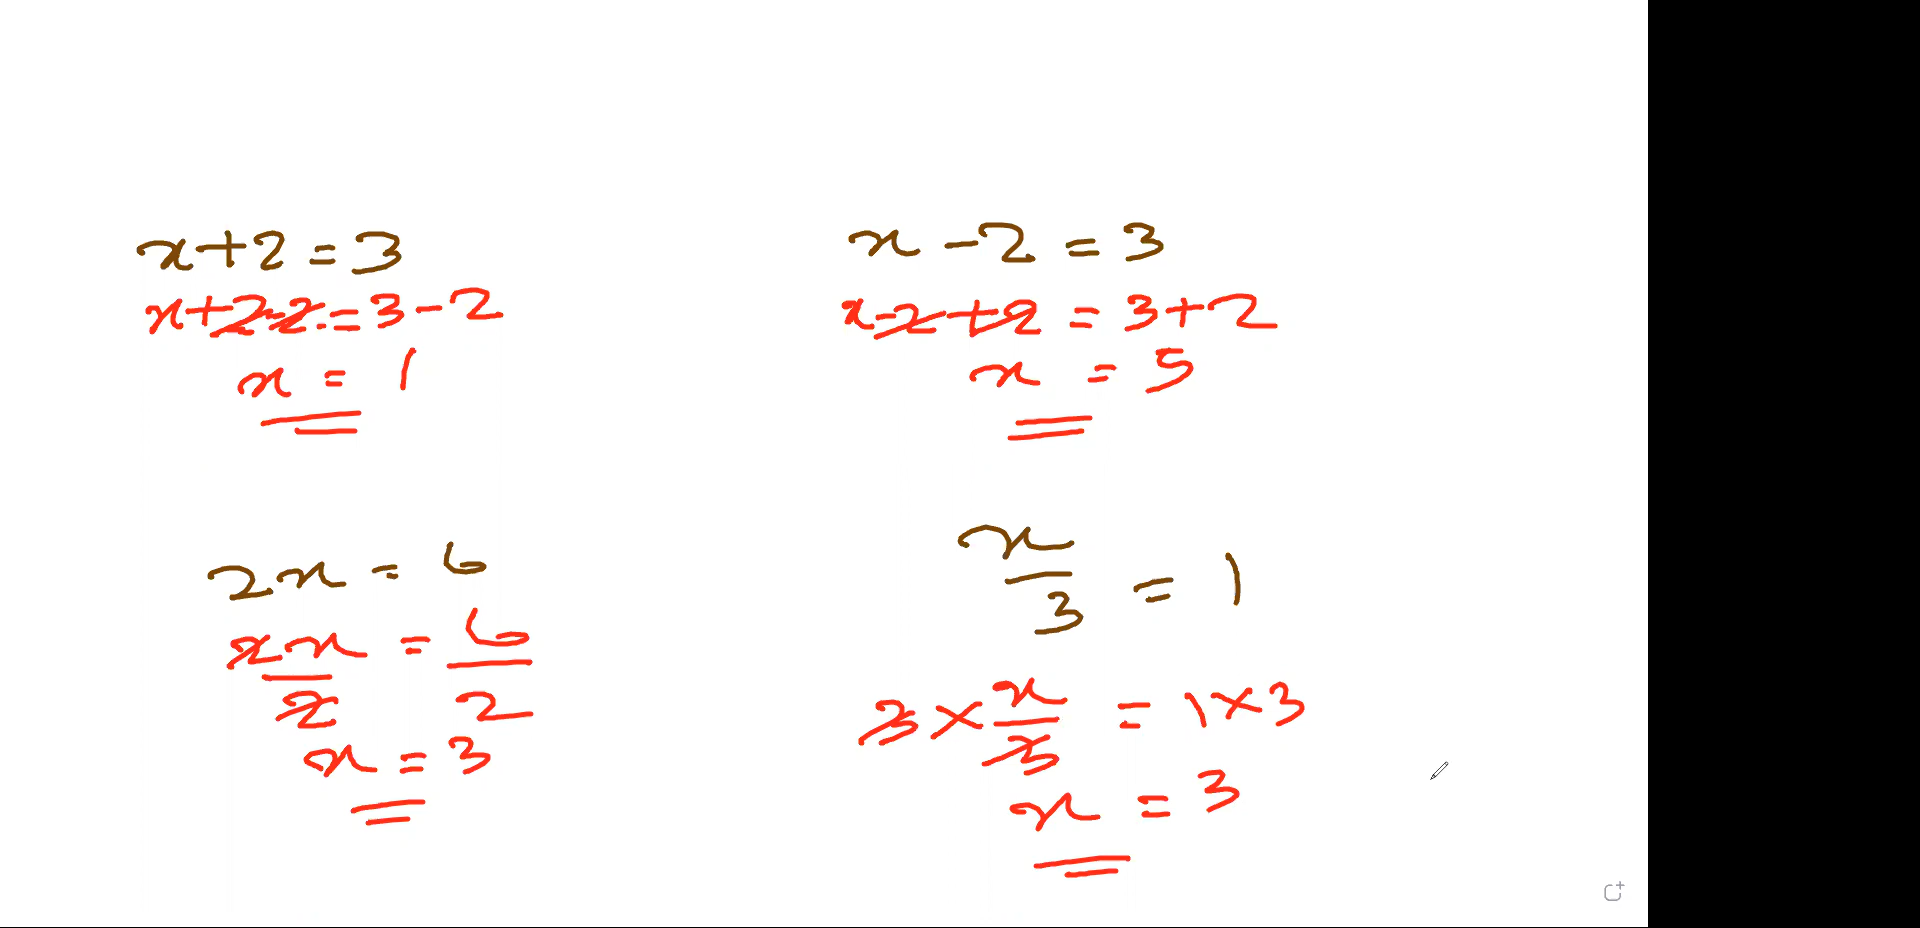 x+2=3
x+2-2=3-2
x = 1
x-2=3
x-2+2=3+2
x = 5
2x=6
2x/2=6/2
x=3
x/3=1
3×x/3=1×3
x=3